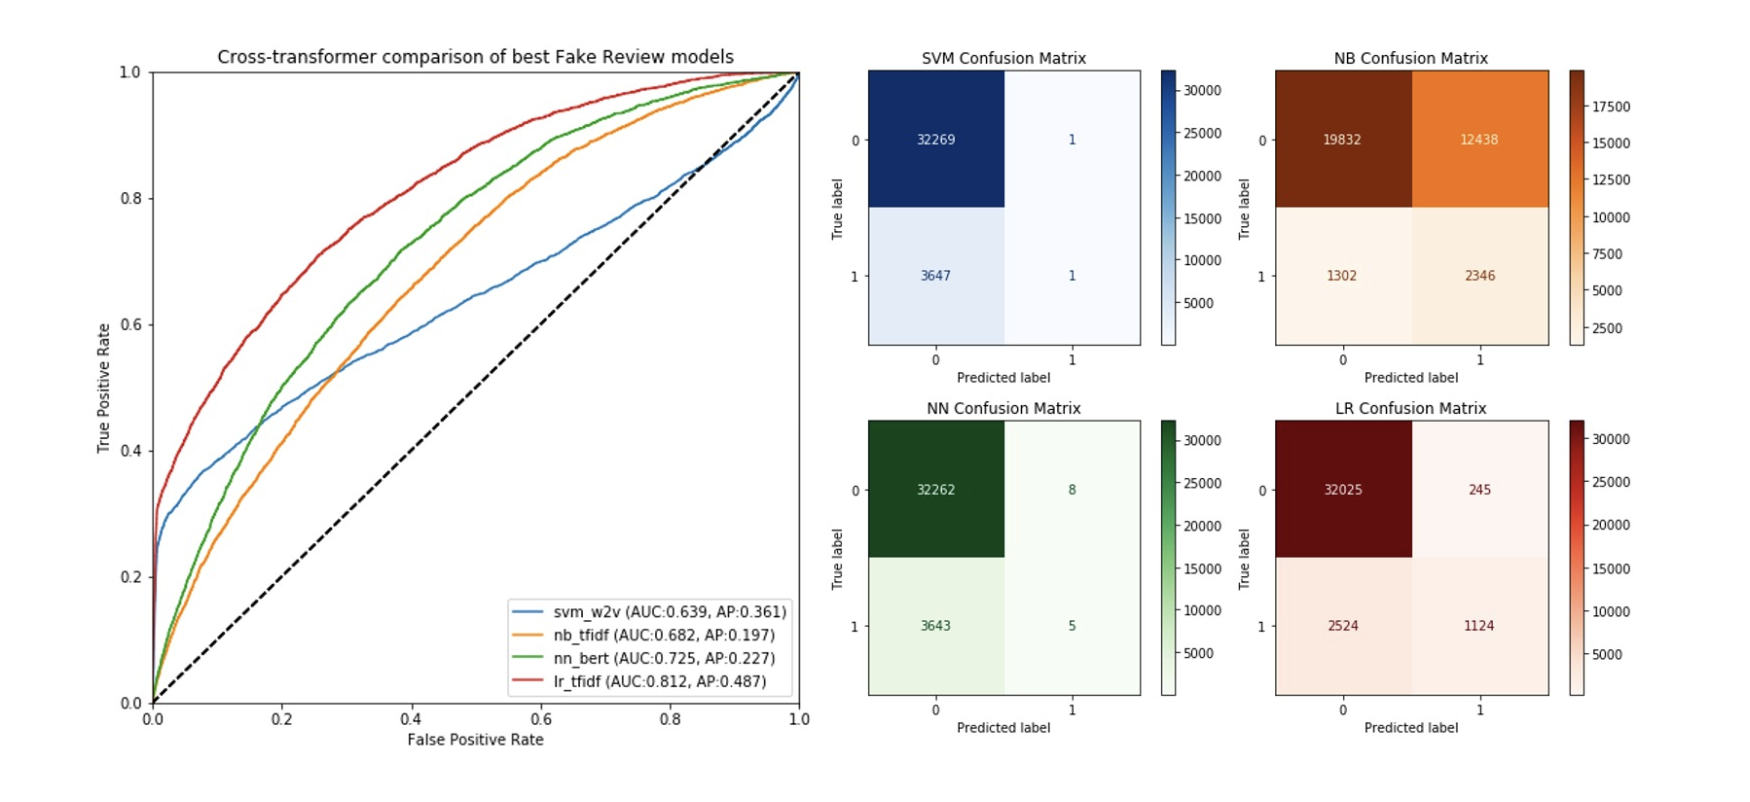 Cross-transformer comparison of best Fake Review models
True Positive Rate
1.0
0.8
0.6
0.4
0.2
0.0
0.0 0.2 0.4 0.6 0.8 1.0
False Positive Rate
svm_w2v (AUC:0.639, AP:0.361)
nb_tfidf (AUC:0.682, AP:0.197)
nn_bert (AUC:0.725, AP:0.227)
lr_tfidf (AUC:0.812, AP:0.487)
SVM Confusion Matrix
True label
0 32269 1
1 3647 1
0 1
Predicted label
30000
25000
20000
15000
10000
5000
NB Confusion Matrix
True label
0 19832 12438
1 1302 2346
0 1
Predicted label
17500
15000
12500
10000
7500
5000
2500
NN Confusion Matrix
True label
0 32262 8
1 3643 5
0 1
Predicted label
30000
25000
20000
15000
10000
5000
LR Confusion Matrix
True label
0 32025 245
1 2524 1124
0 1
Predicted label
30000
25000
20000
15000
10000
5000